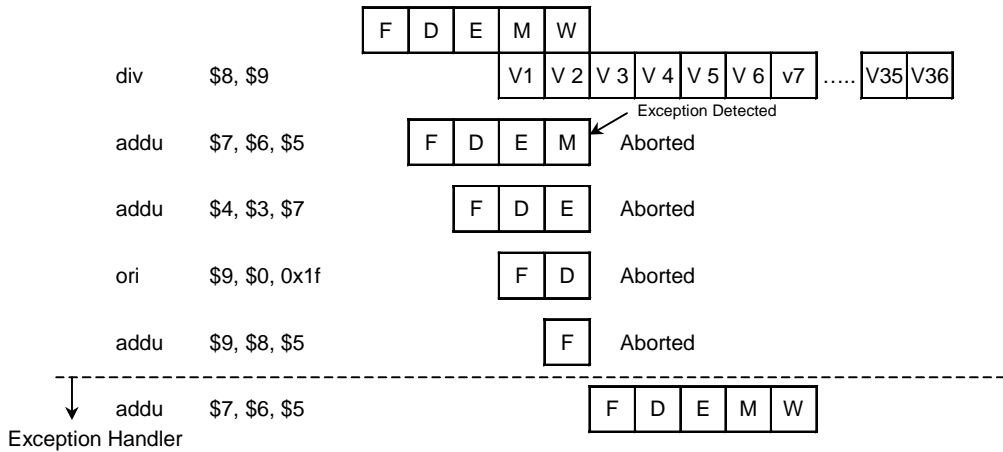 F D E M W
div $8, $9 V1 V 2 V 3 V 4 V 5 V 6 v7 ..... V35 V36
Exception Detected
addu $7, $6, $5 F D E M Aborted
addu $4, $3, $7 F D E Aborted
ori $9, $0, 0x1f F D Aborted
addu $9, $8, $5 F Aborted
addu $7, $6, $5 F D E M W
Exception Handler